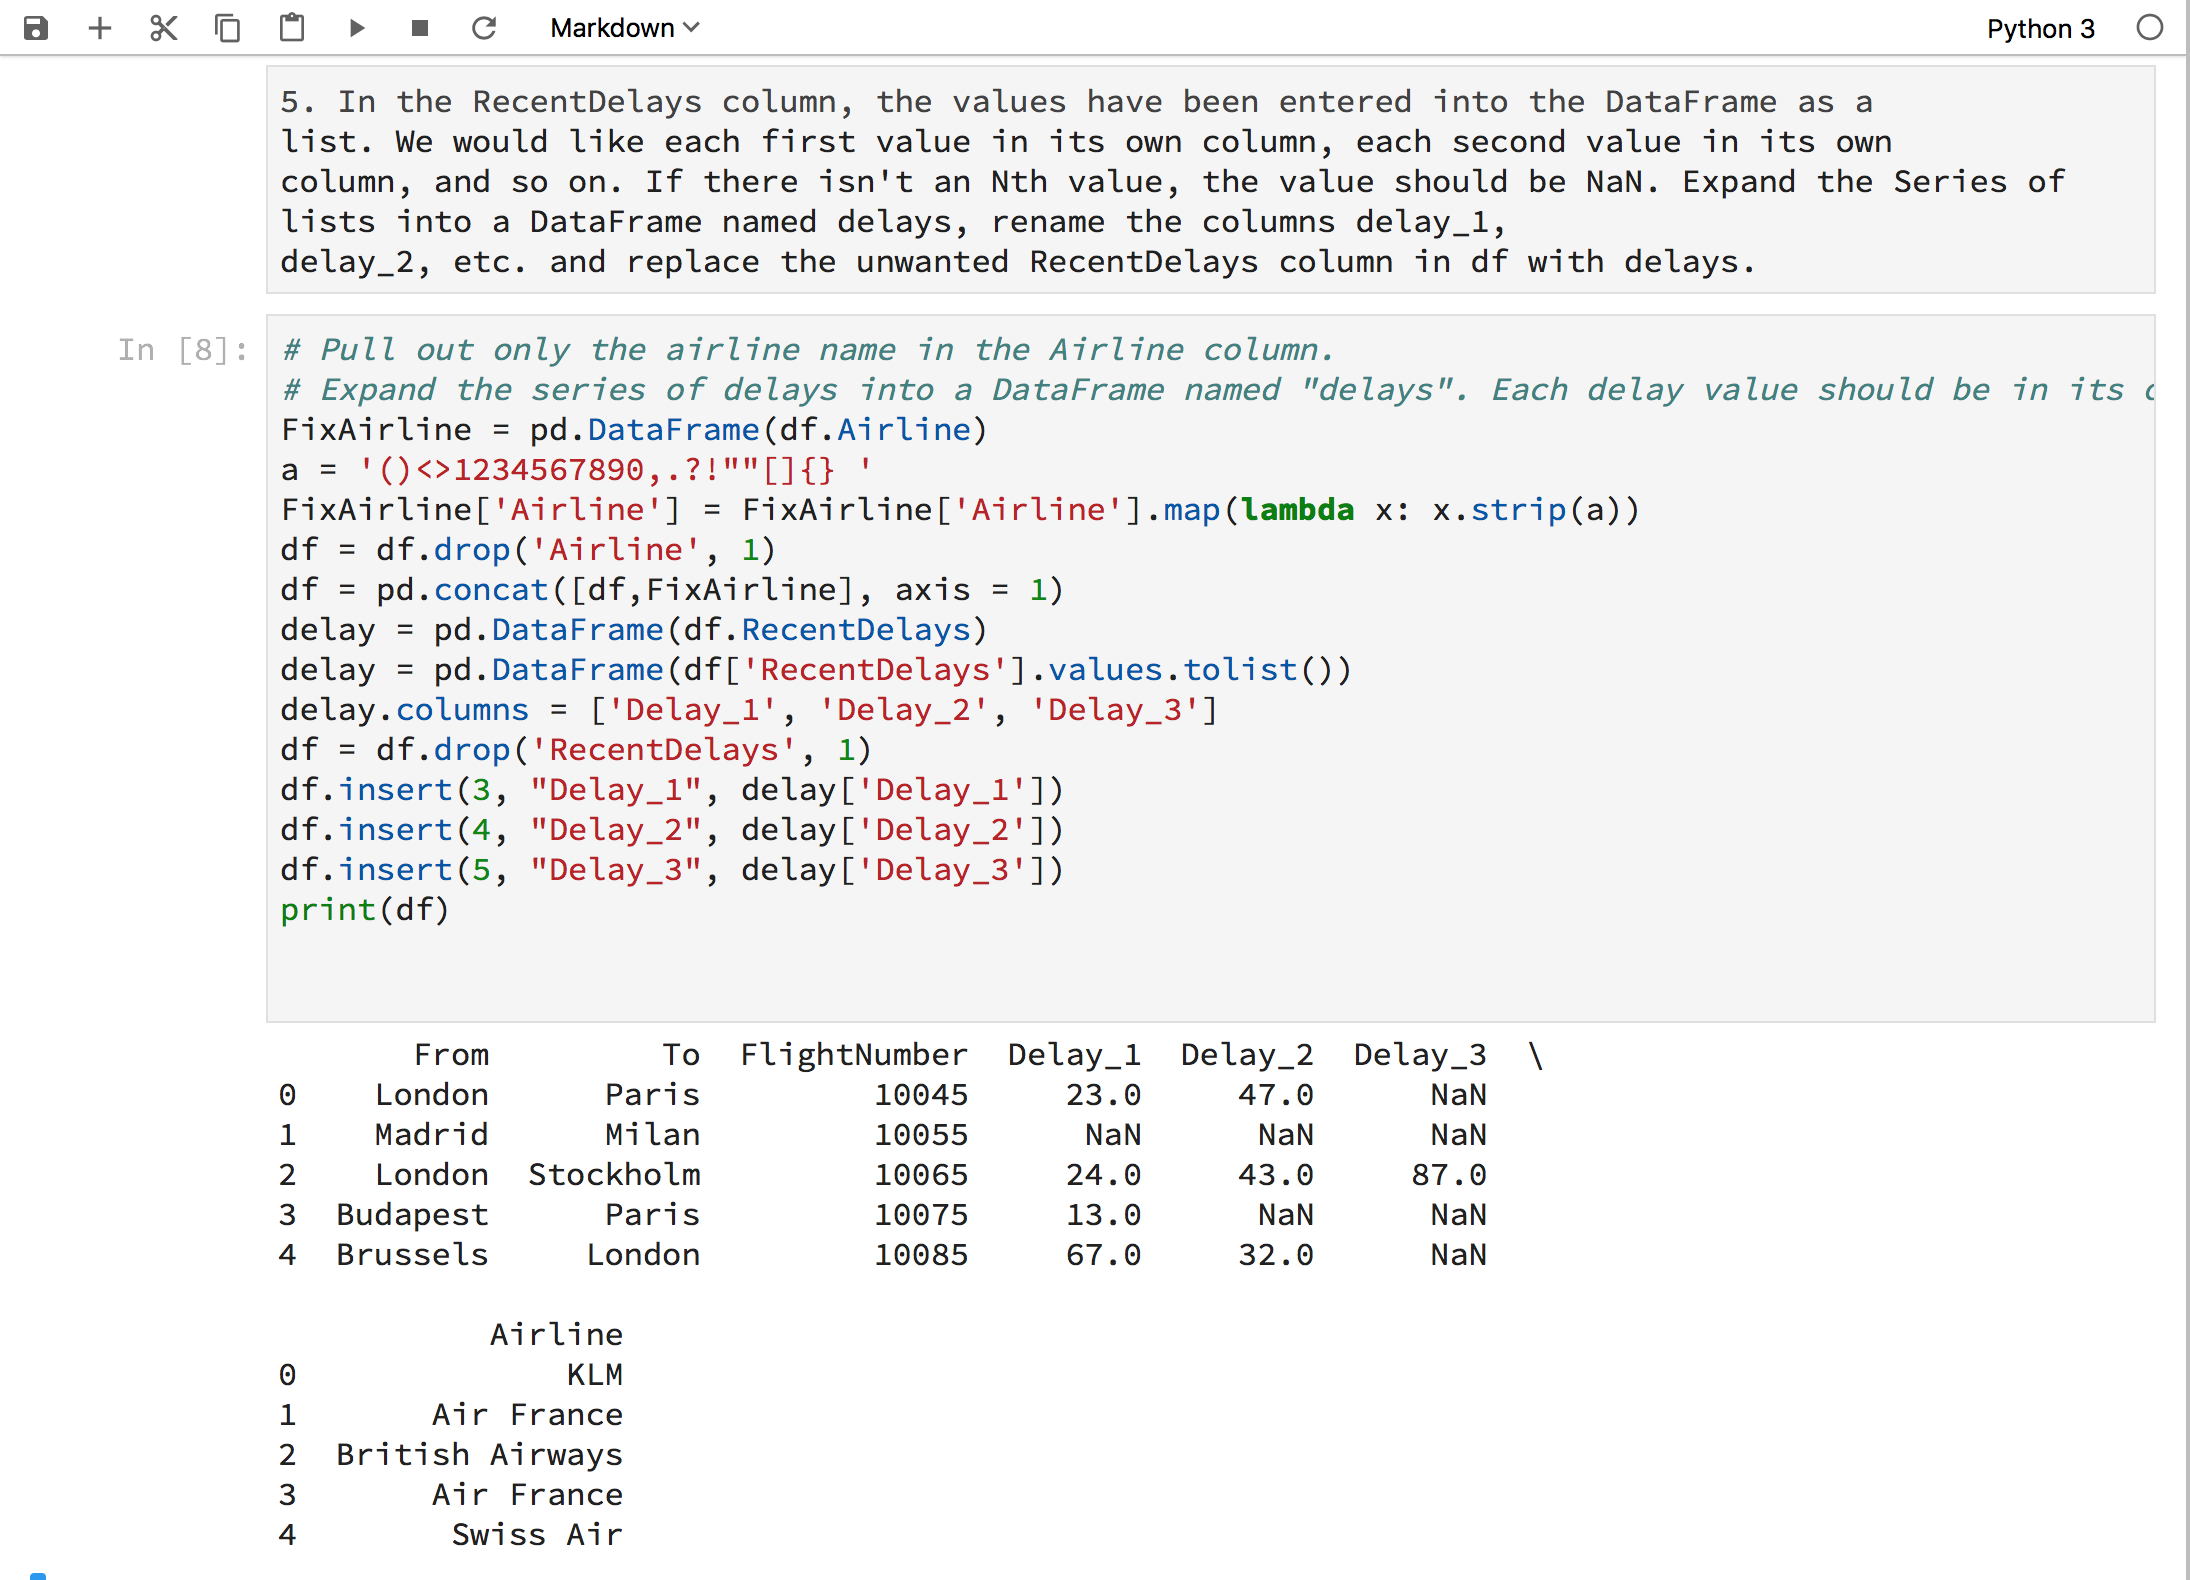 Markdown
Python 3
5. In the RecentDelays column, the values have been entered into the DataFrame as a
list. We would like each first value in its own column, each second value in its own
column, and so on. If there isn't an Nth value, the value should be NaN. Expand the Series of
lists into a DataFrame named delays, rename the columns delay_1,
delay_2, etc. and replace the unwanted RecentDelays column in df with delays.
In [8]:
# Pull out only the airline name in the Airline column.
# Expand the series of delays into a DataFrame named "delays". Each delay value should be in its
FixAirline = pd.DataFrame(df.Airline)
a = '()<>1234567890,.?!""[]{} '
FixAirline['Airline'] = FixAirline['Airline'].map(lambda x: x.strip(a))
df = df.drop('Airline', 1)
df = pd.concat([df,FixAirline], axis = 1)
delay = pd.DataFrame(df.RecentDelays)
delay = pd.DataFrame(df['RecentDelays'].values.tolist())
delay.columns = ['Delay_1', 'Delay_2', 'Delay_3']
df = df.drop('RecentDelays', 1)
df.insert(3, "Delay_1", delay['Delay_1'])
df.insert(4, "Delay_2", delay['Delay_2'])
df.insert(5, "Delay_3", delay['Delay_3'])
print(df)
From To FlightNumber Delay_1 Delay_2 Delay_3 \
0 London Paris 10045 23.0 47.0 NaN
1 Madrid Milan 10055 NaN NaN NaN
2 London Stockholm 10065 24.0 43.0 87.0
3 Budapest Paris 10075 13.0 NaN NaN
4 Brussels London 10085 67.0 32.0 NaN
Airline
0 KLM
1 Air France
2 British Airways
3 Air France
4 Swiss Air